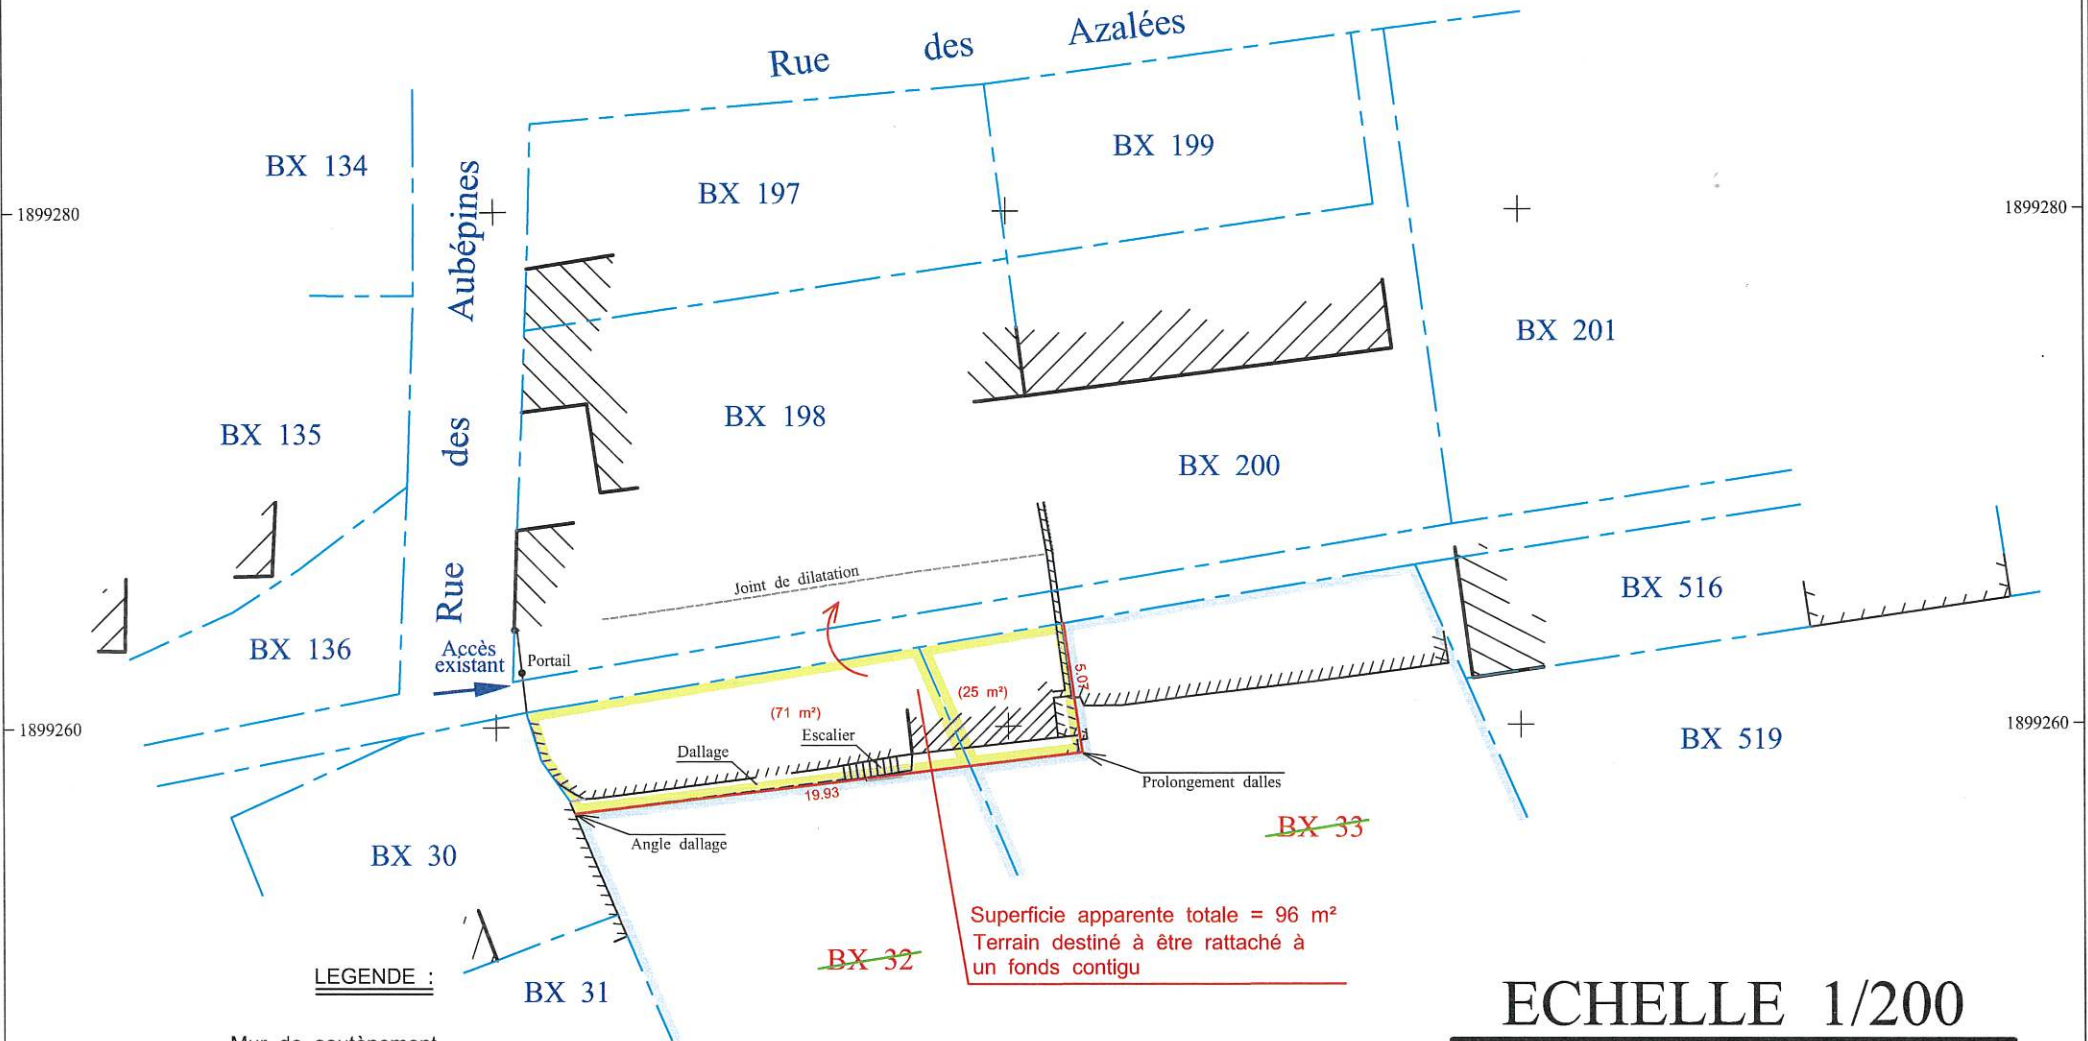 Rue des Azalées
BX 134
BX 197
BX 199
1899280
1899280
Rue des Aubépines
BX 201
BX 135
BX 198
BX 200
Joint de dilatation
BX 516
BX 136
Accès
existant
Portail
5.07
(25 m²)
(71 m²)
1899260
1899260
Escalier
Dallage
BX 519
Prolongement dalles
19.93
Angle dallage
BX 33
BX 30
Superficie apparente totale = 96 m²
Terrain destiné à être rattaché à
un fonds contigu
BX 32
LEGENDE :
BX 31
ECHELLE 1/200
Mur de soutènement